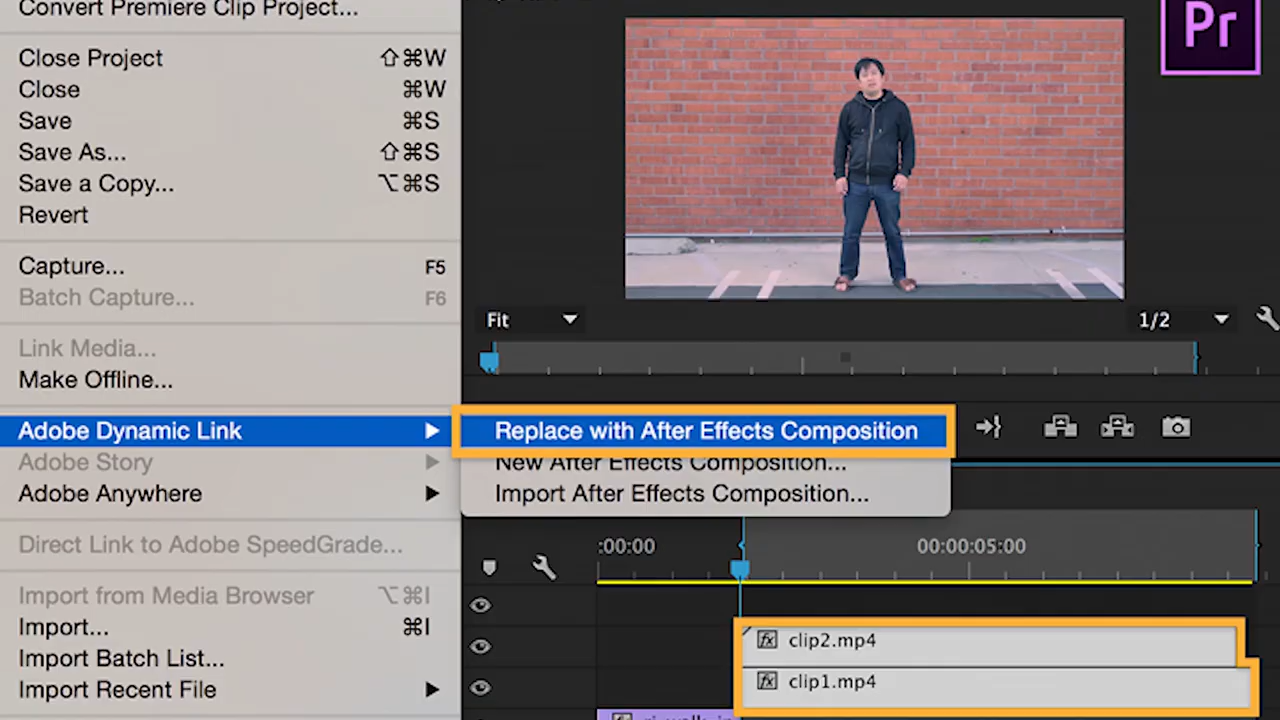 Convert Premiere Clip Project...
Close Project ⇧⌘W
Close ⌘W
Save ⌘S
Save As... ⇧⌘S
Save a Copy... ⌥⌘S
Revert
Capture... F5
Batch Capture... F6
Link Media...
Make Offline...
Adobe Dynamic Link
Adobe Story
Adobe Anywhere
Direct Link to Adobe SpeedGrade...
Import from Media Browser ⌥⌘I
Import... ⌘I
Import Batch List...
Import Recent File
Pr
Fit
1/2
Replace with After Effects Composition
New After Effects Composition...
Import After Effects Composition...
:00:00
00:00:05:00
fx clip2.mp4
fx clip1.mp4